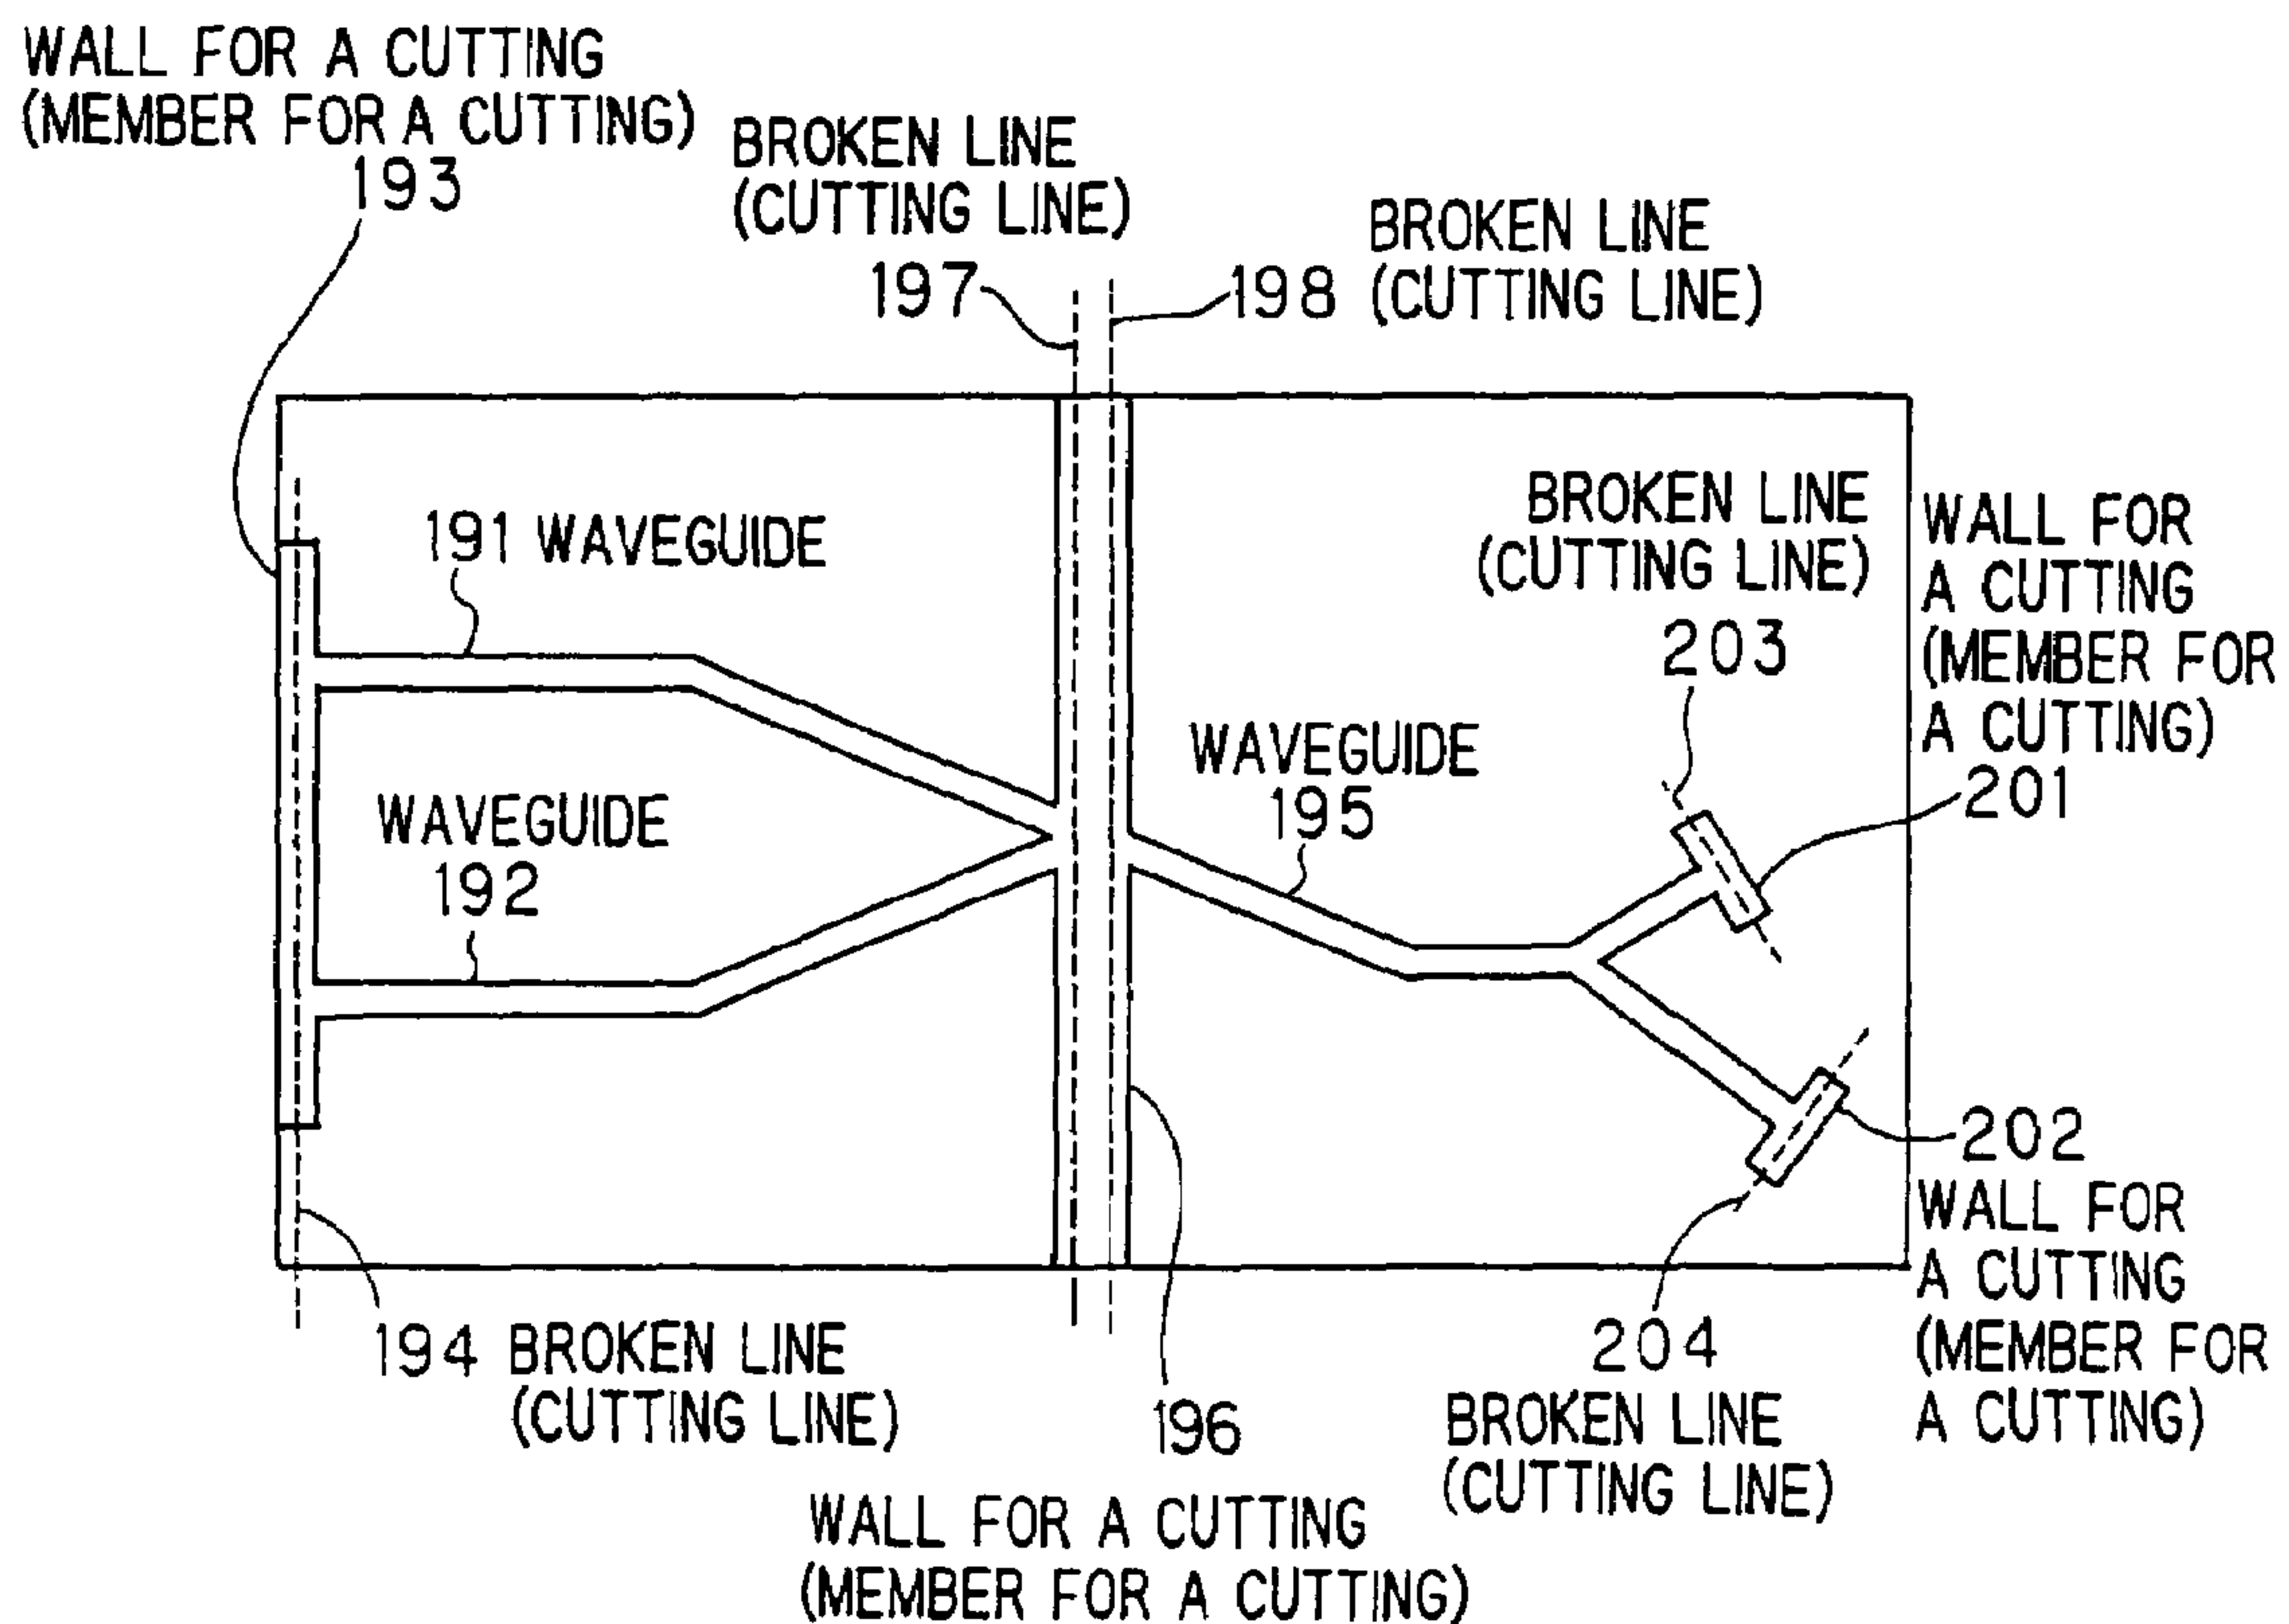 WALL FOR A CUTTING
(MEMBER FOR A CUTTING)
193
BROKEN LINE
(CUTTING LINE)
197
BROKEN LINE
198 (CUTTING LINE)
191 WAVEGUIDE
WAVEGUIDE
192
BROKEN LINE
(CUTTING LINE)
203
WAVEGUIDE
195
WALL FOR
A CUTTING
(MEMBER FOR
A CUTTING)
201
202
WALL FOR
A CUTTING
(MEMBER FOR
A CUTTING)
194 BROKEN LINE
(CUTTING LINE)
196
WALL FOR A CUTTING
(MEMBER FOR A CUTTING)
204
BROKEN LINE
(CUTTING LINE)